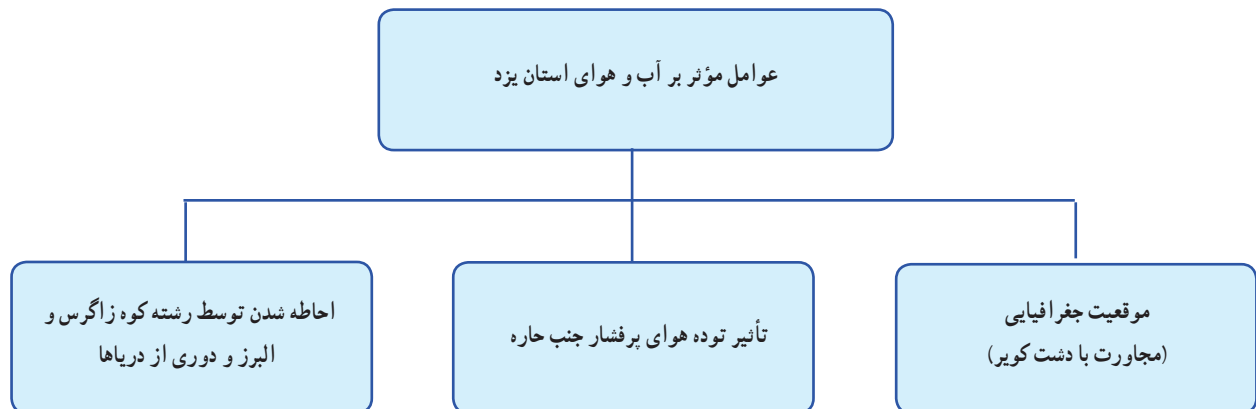 عوامل مؤثر بر آب و هوای استان یزد
موقعیت جغرافیایی
(مجاورت با دشت کویر)
تأثیر توده هوای پرفشار جنب حاره
احاطه شدن توسط رشته کوه زاگرس و
البرز و دوری از دریاها